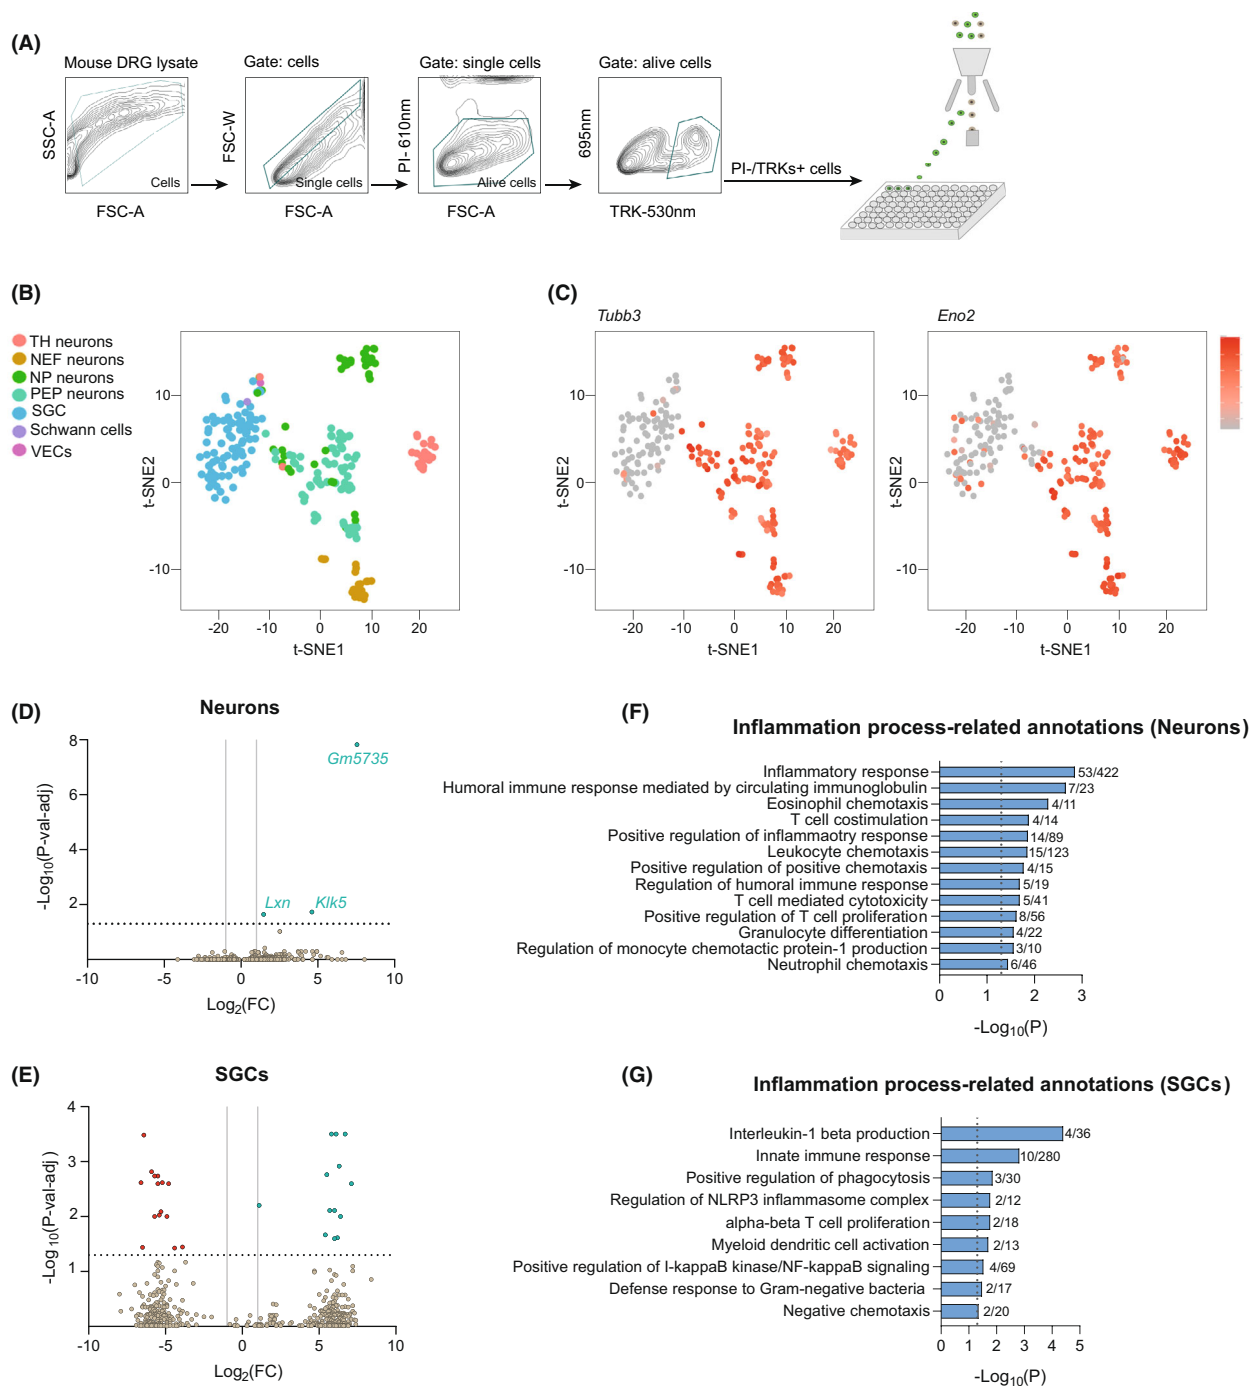 (A)
Mouse DRG lysate
Gate: cells
Gate: single cells
Gate: alive cells
SSC-A
Cells
FSC-A
FSC-W
Single cells
FSC-A
PI- 610nm
Alive cells
FSC-A
695nm
TRK-530nm
PI-/TRKs+ cells
(B)
TH neurons
NEF neurons
NP neurons
PEP neurons
SGC
Schwann cells
VECs
t-SNE2
10
0
-10
-20 -10 0 10 20
t-SNE1
(C)
Tubb3
t-SNE2
10
0
-10
-20 -10 0 10 20
t-SNE1
Eno2
t-SNE2
10
0
-10
-20 -10 0 10 20
t-SNE1
(D)
Neurons
-Log10(P-val-adj)
8
6
4
2
Gm5735
Lxn
Klk5
-10 -5 0 5 10
Log2(FC)
(E)
SGCs
-Log10(P-val-adj)
4
3
2
1
-10 -5 0 5 10
Log2(FC)
(F)
Inflammation process-related annotations (Neurons)
Inflammatory response 53/422
Humoral immune response mediated by circulating immunoglobulin 7/23
Eosinophil chemotaxis 4/11
T cell costimulation 4/14
Positive regulation of inflammaotry response 14/89
Leukocyte chemotaxis 15/123
Positive regulation of positive chemotaxis 4/15
Regulation of humoral immune response 5/19
T cell mediated cytotoxicity 5/41
Positive regulation of T cell proliferation 8/56
Granulocyte differentiation 4/22
Regulation of monocyte chemotactic protein-1 production 3/10
Neutrophil chemotaxis 6/46
0 1 2 3
-Log10(P)
(G)
Inflammation process-related annotations (SGCs)
Interleukin-1 beta production 4/36
Innate immune response 10/280
Positive regulation of phagocytosis 3/30
Regulation of NLRP3 inflammasome complex 2/12
alpha-beta T cell proliferation 2/18
Myeloid dendritic cell activation 2/13
Positive regulation of I-kappaB kinase/NF-kappaB signaling 4/69
Defense response to Gram-negative bacteria 2/17
Negative chemotaxis 2/20
0 1 2 3 4 5
-Log10(P)